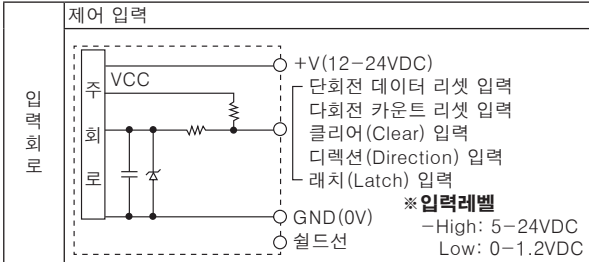 제어 입력
입력회로
주회로
VCC
+V(12-24VDC)
단회전 데이터 리셋 입력
다회전 카운트 리셋 입력
클리어(Clear) 입력
디렉션(Direction) 입력
래치(Latch) 입력
※입력레벨
-High: 5-24VDC
Low: 0-1.2VDC
GND(0V)
쉴드선